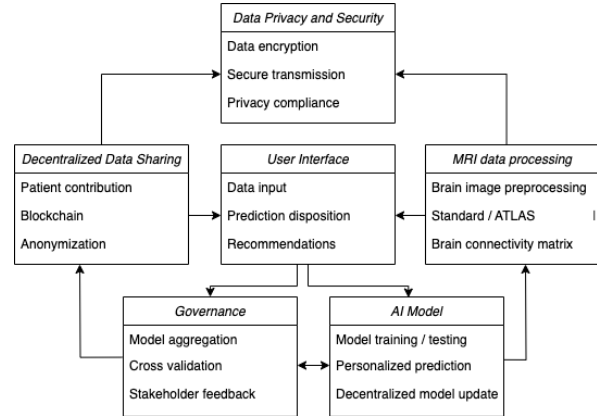 Data Privacy and Security
Data encryption
Secure transmission
Privacy compliance
Decentralized Data Sharing
Patient contribution
Blockchain
Anonymization
User Interface
Data input
Prediction disposition
Recommendations
MRI data processing
Brain image preprocessing
Standard / ATLAS
Brain connectivity matrix
Governance
Model aggregation
Cross validation
Stakeholder feedback
AI Model
Model training / testing
Personalized prediction
Decentralized model update